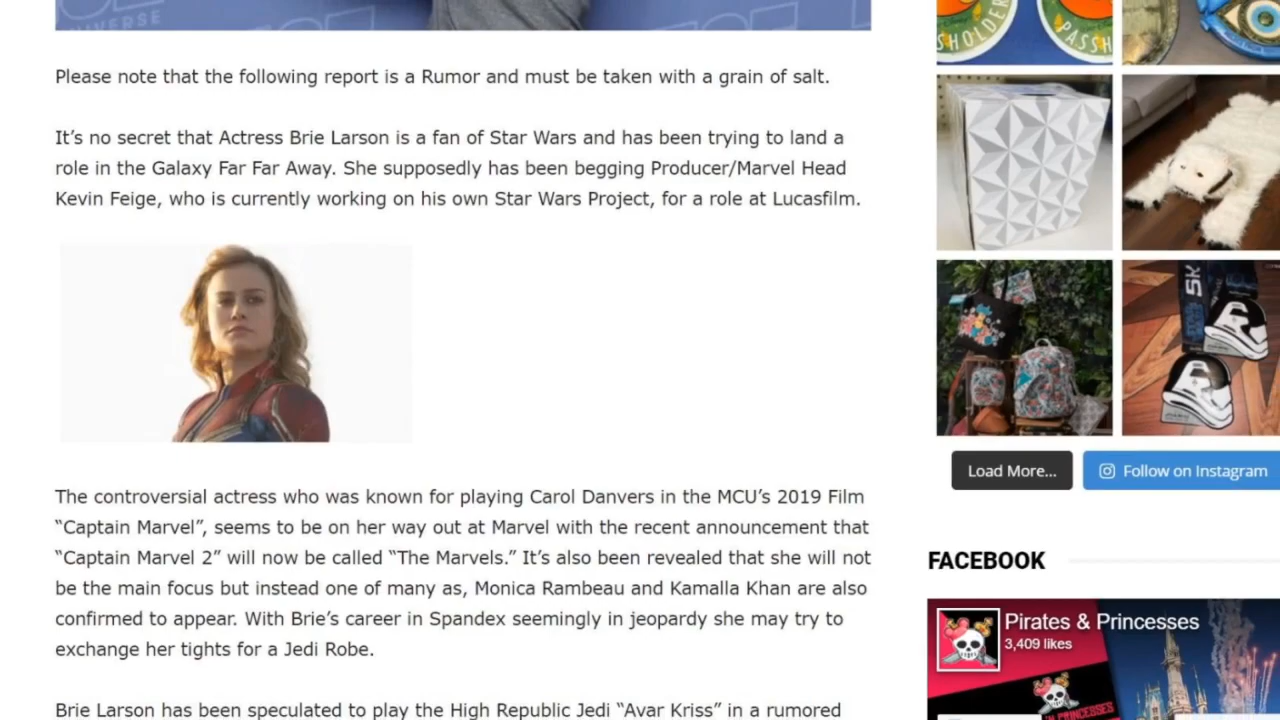 UNIVERSE
Please note that the following report is a Rumor and must be taken with a grain of salt.
It’s no secret that Actress Brie Larson is a fan of Star Wars and has been trying to land a
role in the Galaxy Far Far Away. She supposedly has been begging Producer/Marvel Head
Kevin Feige, who is currently working on his own Star Wars Project, for a role at Lucasfilm.
The controversial actress who was known for playing Carol Danvers in the MCU’s 2019 Film
“Captain Marvel”, seems to be on her way out at Marvel with the recent announcement that
“Captain Marvel 2” will now be called “The Marvels.” It’s also been revealed that she will not
be the main focus but instead one of many as, Monica Rambeau and Kamalla Khan are also
confirmed to appear. With Brie’s career in Spandex seemingly in jeopardy she may try to
exchange her tights for a Jedi Robe.
Brie Larson has been speculated to play the High Republic Jedi “Avar Kriss” in a rumored
SHOLDER
PASSH
SK
Load More...
Follow on Instagram
FACEBOOK
Pirates & Princesses
3,409 likes
PRINCESSES